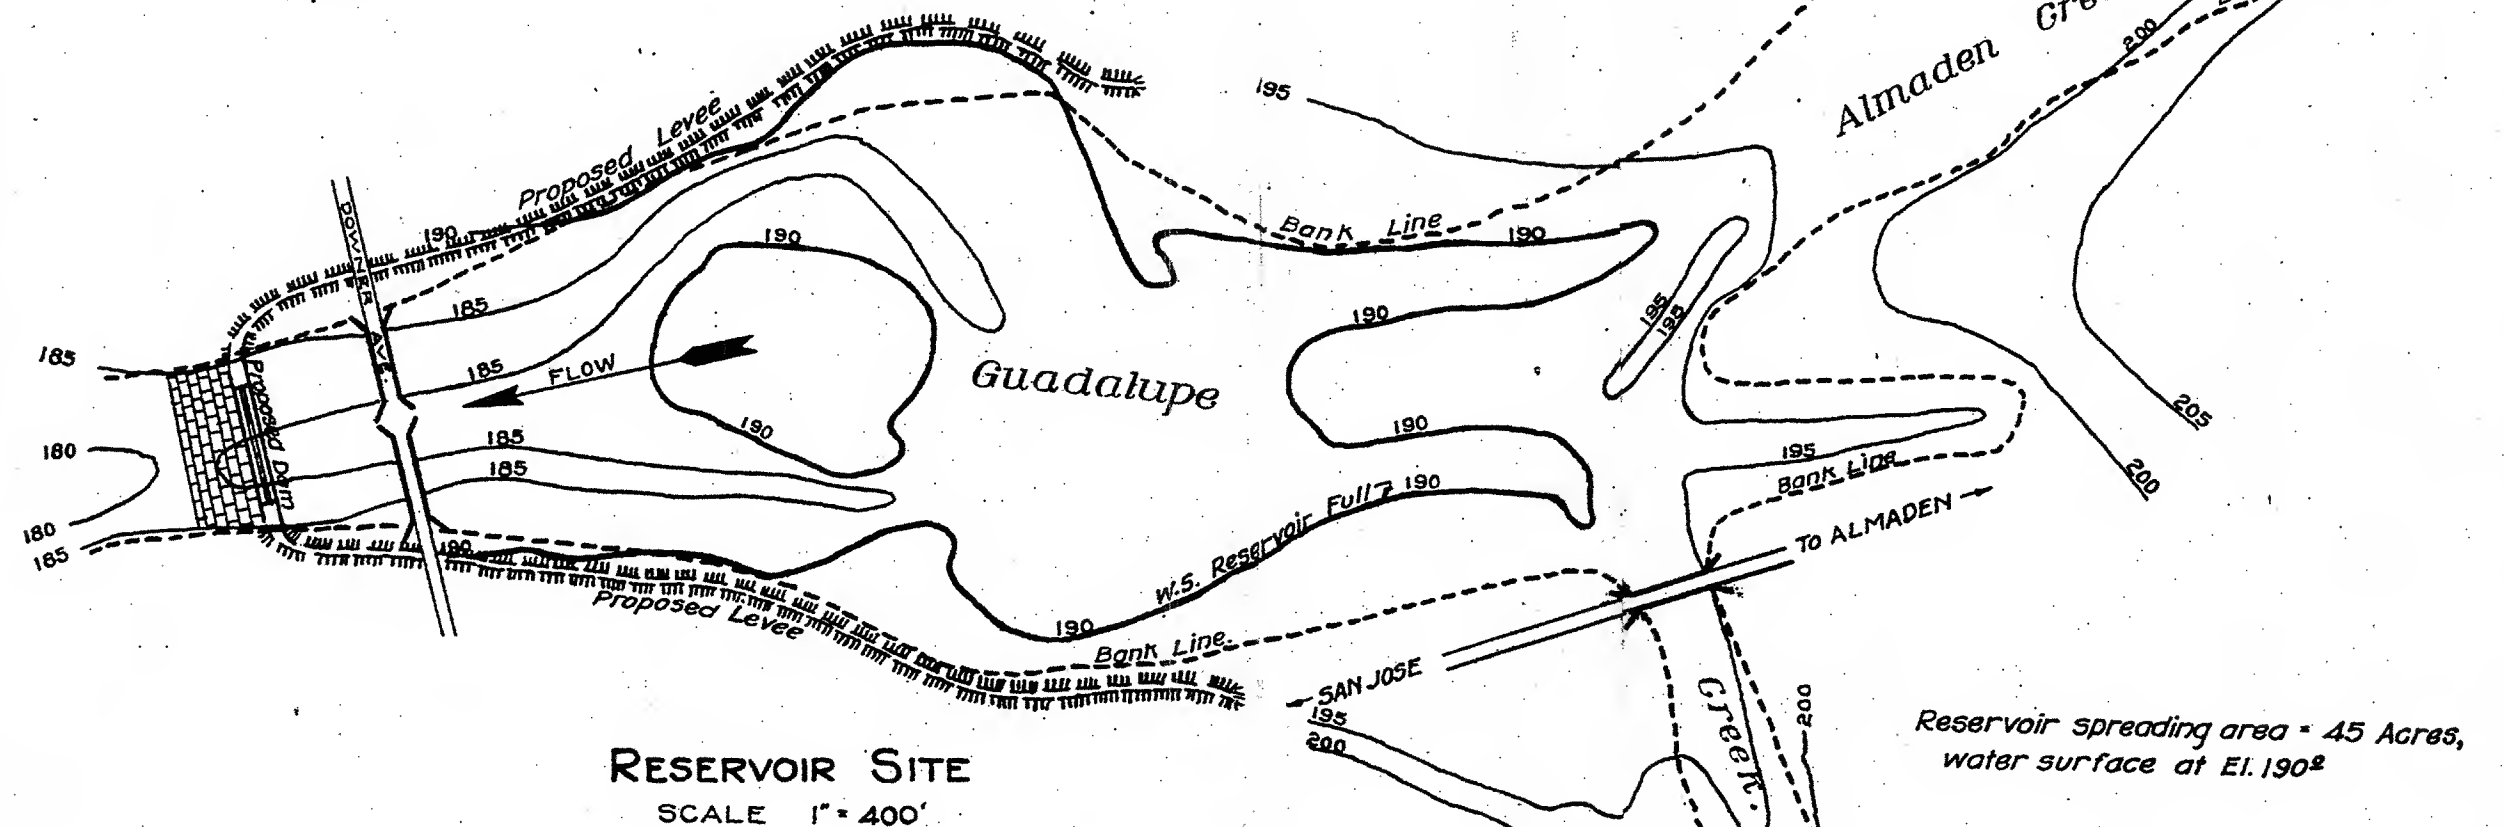 Almaden
200
195
Proposed Levee
190
DOWNER AVE.
Bank Line
190
190
185
185
FLOW
185
190
Guadalupe
190
195
195
Proposed Dam
180
185
185
190
190
195
Bank Line
205
200
W.S. Reservoir Full
190
180
185
190
Proposed Levee
190
Bank Line
TO ALMADEN
SAN JOSE
195
200
Creek.
200
Reservoir spreading area = 45 Acres,
water surface at El. 190º
RESERVOIR SITE
SCALE 1" = 400'